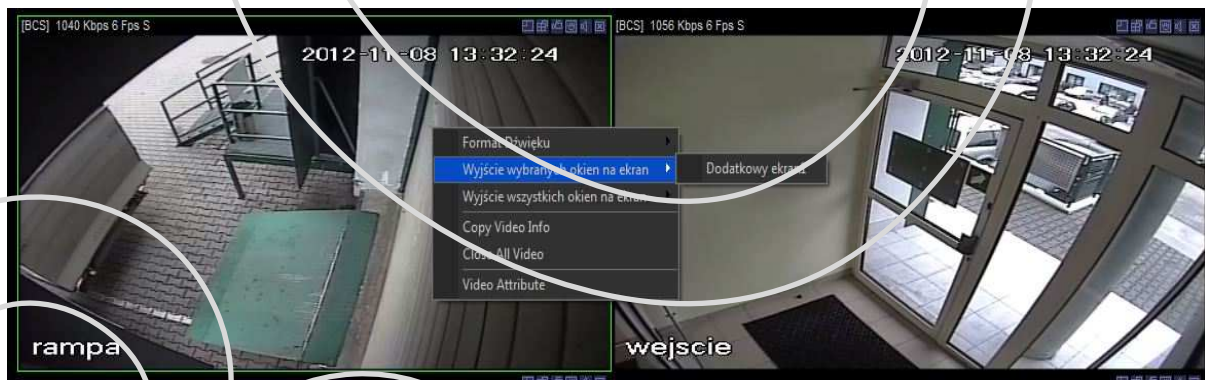 [BCS] 1040 Kbps 6 Fps S
[BCS] 1056 Kbps 6 Fps S
2012-11-08 13:32:24
2012-11-08 13:32:24
Format Dźwięku
Wyjście wybranych okien na ekran
Dodatkowy ekran1
Wyjście wszystkich okien na ekran
Copy Video Info
Close All Video
Video Attribute
rampa
wejscie